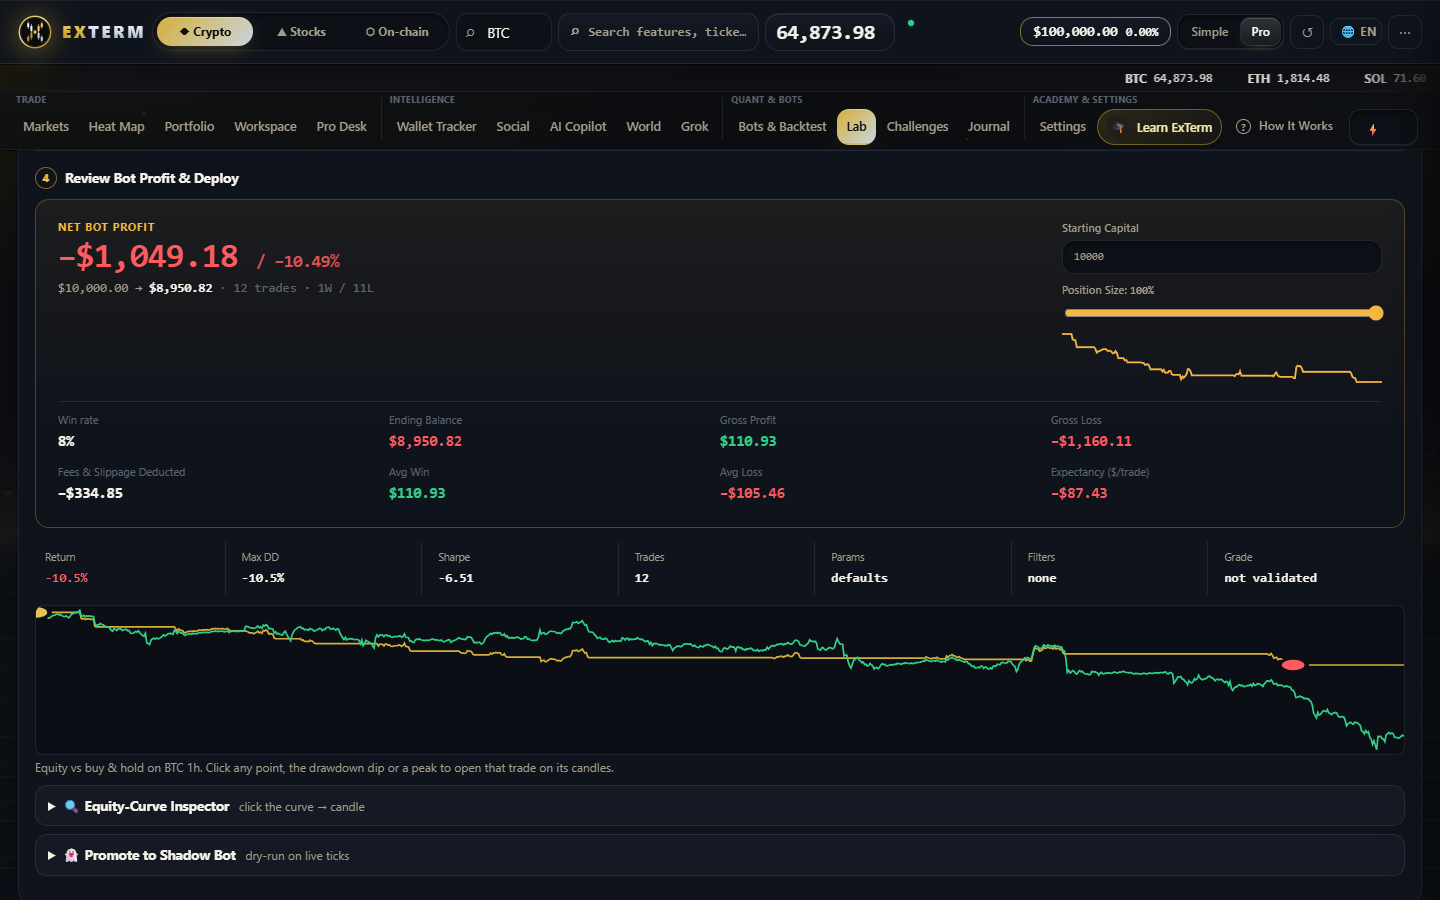 EXTERM
Crypto
Stocks
On-chain
BTC
Search features, ticke…
64,873.98
$100,000.00 0.00%
Simple
Pro
EN
BTC 64,873.98 ETH 1,814.48 SOL 71.60
TRADE
Markets
Heat Map
Portfolio
Workspace
Pro Desk
INTELLIGENCE
Wallet Tracker
Social
AI Copilot
World
Grok
QUANT & BOTS
Bots & Backtest
Lab
Challenges
Journal
ACADEMY & SETTINGS
Settings
Learn ExTerm
? How It Works
4 Review Bot Profit & Deploy
NET BOT PROFIT
−$1,049.18 / −10.49%
$10,000.00 → $8,950.82 · 12 trades · 1W / 11L
Starting Capital
10000
Position Size: 100%
Win rate
8%
Ending Balance
$8,950.82
Gross Profit
$110.93
Gross Loss
−$1,160.11
Fees & Slippage Deducted
−$334.85
Avg Win
$110.93
Avg Loss
−$105.46
Expectancy ($/trade)
−$87.43
Return
-10.5%
Max DD
-10.5%
Sharpe
-6.51
Trades
12
Params
defaults
Filters
none
Grade
not validated
Equity vs buy & hold on BTC 1h. Click any point, the drawdown dip or a peak to open that trade on its candles.
Equity-Curve Inspector click the curve → candle
Promote to Shadow Bot dry-run on live ticks